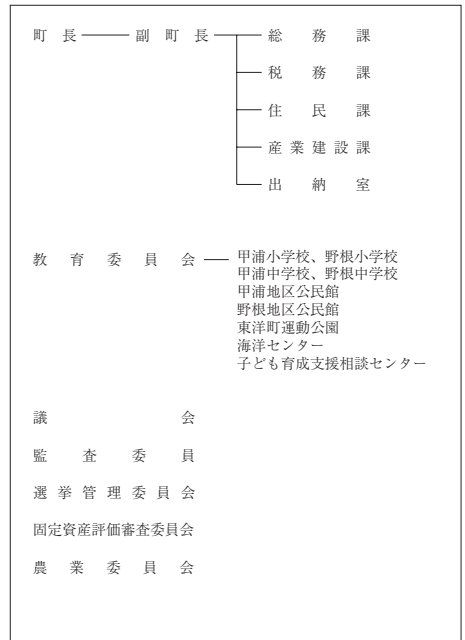 町長 副町長 総務課
税務課
住民課
産業建設課
出納室
教育委員会 甲浦小学校、野根小学校
甲浦中学校、野根中学校
甲浦地区公民館
野根地区公民館
東洋町運動公園
海洋センター
子ども育成支援相談センター
議会
監査委員
選挙管理委員会
固定資産評価審査委員会
農業委員会